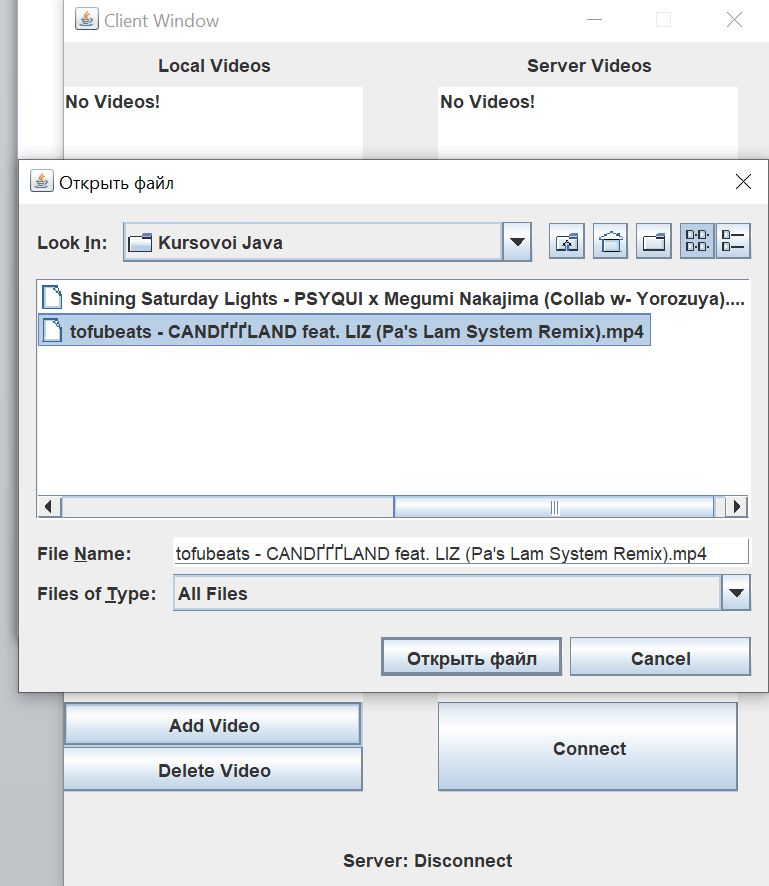 Client Window
Local Videos Server Videos
No Videos! No Videos!
Открыть файл
Look In: Kursovoi Java
Shining Saturday Lights - PSYQUI x Megumi Nakajima (Collab w- Yorozuya)....
tofubeats - CANDҐҐҐLAND feat. LIZ (Pa's Lam System Remix).mp4
File Name: tofubeats - CANDҐҐҐLAND feat. LIZ (Pa's Lam System Remix).mp4
Files of Type: All Files
Открыть файл Cancel
Add Video
Connect
Delete Video
Server: Disconnect